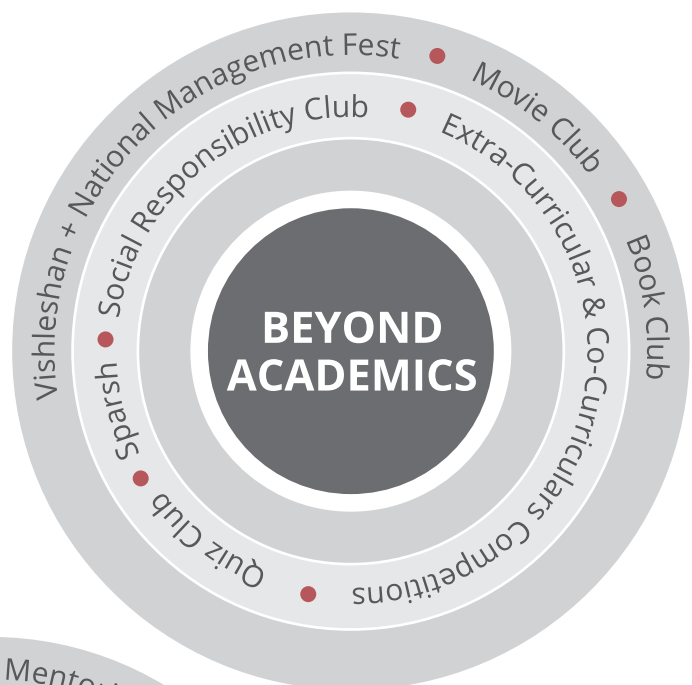 Vishleshan + National Management Fest • Movie Club • Book Club
Quiz Club • Sparsh • Social Responsibility Club • Extra-Curricular & Co-Curriculars Competitions
BEYOND
ACADEMICS